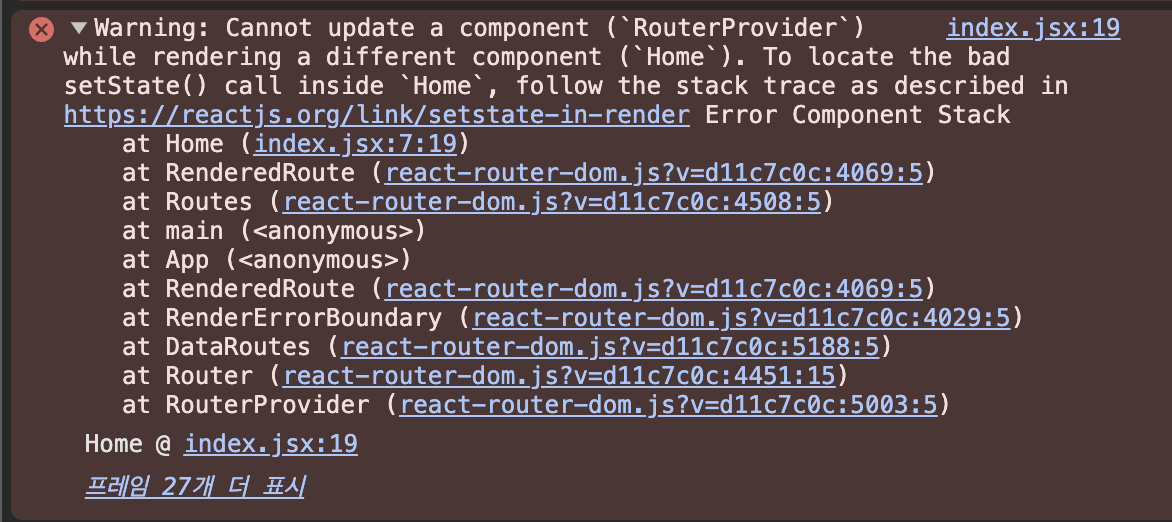 Warning: Cannot update a component (`RouterProvider`) index.jsx:19
while rendering a different component (`Home`). To locate the bad
setState() call inside `Home`, follow the stack trace as described in
https://reactjs.org/link/setstate-in-render Error Component Stack
at Home (index.jsx:7:19)
at RenderedRoute (react-router-dom.js?v=d11c7c0c:4069:5)
at Routes (react-router-dom.js?v=d11c7c0c:4508:5)
at main (<anonymous>)
at App (<anonymous>)
at RenderedRoute (react-router-dom.js?v=d11c7c0c:4069:5)
at RenderErrorBoundary (react-router-dom.js?v=d11c7c0c:4029:5)
at DataRoutes (react-router-dom.js?v=d11c7c0c:5188:5)
at Router (react-router-dom.js?v=d11c7c0c:4451:15)
at RouterProvider (react-router-dom.js?v=d11c7c0c:5003:5)
Home @ index.jsx:19
프레임 27개 더 표시